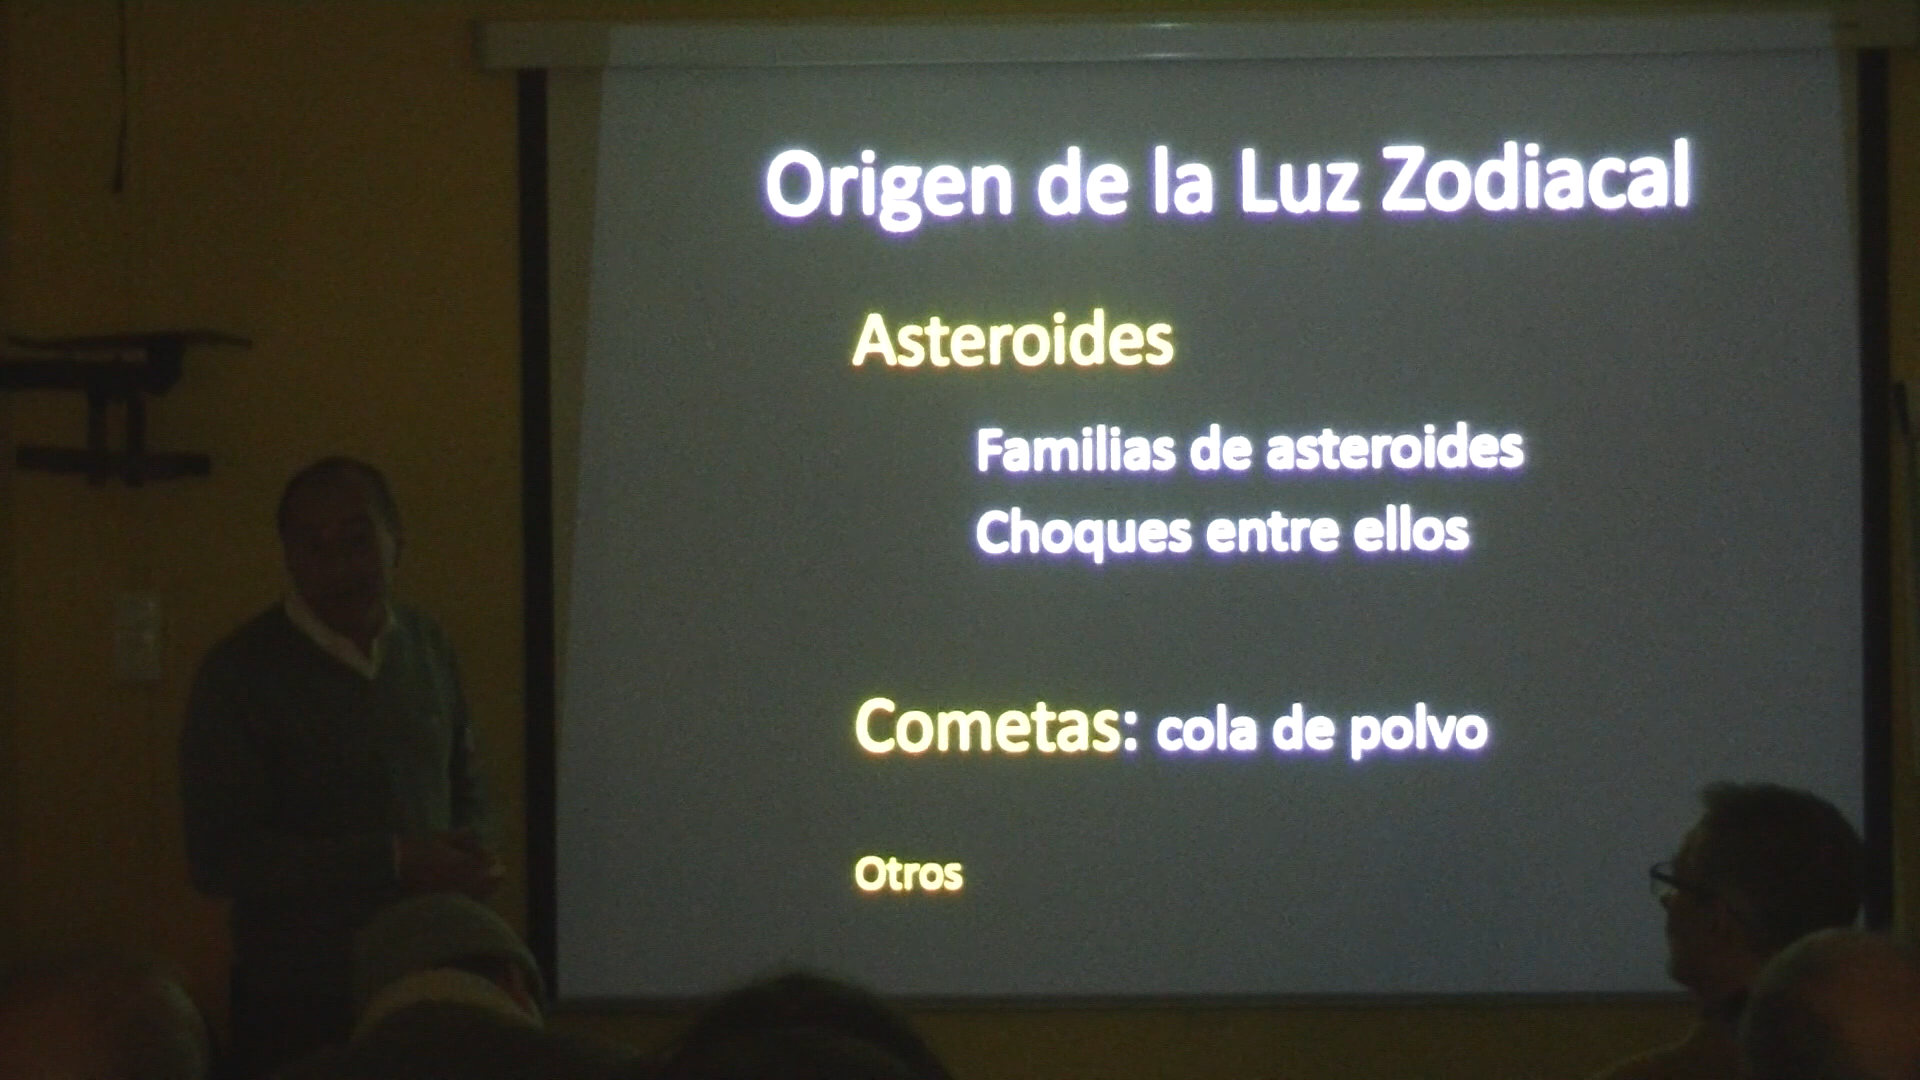 Origen de la Luz Zodiacal
Asteroides
Familias de asteroides
Choques entre ellos
Cometas: cola de polvo
Otros